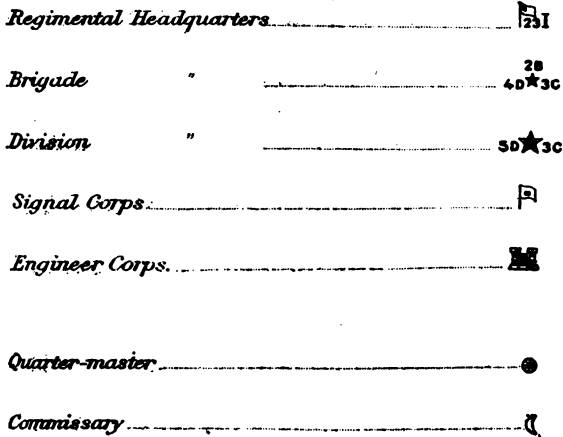 Regimental Headquarters 23I
2B
Brigade " 4D★3C
Division " 5D★3C
Signal Corps
Engineer Corps.
Quarter-master
Commissary